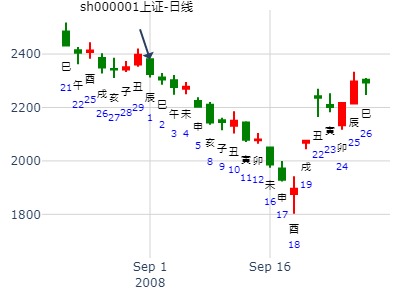 sh000001上证-日线
2400
2200
2000
1800
巳 午 酉 戌 亥 子 丑 辰 巳 午 未 申 亥 子 丑 寅 卯 未 申 酉 戌 丑 寅 卯 辰 巳
21 22 25 26 27 28 29 1 2 3 4 5 8 9 10 11 12 16 17 18 19 22 23 24 25 26
Sep 1 Sep 16
2008